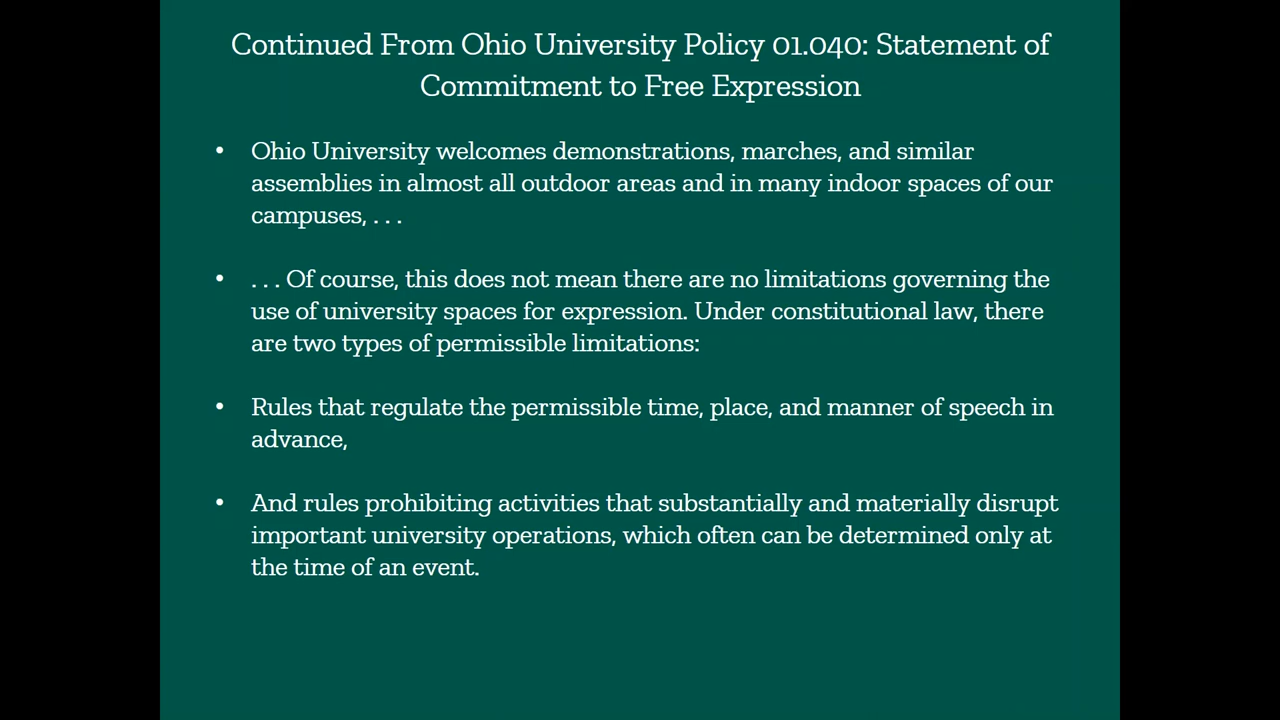 Continued From Ohio University Policy 01.040: Statement of
Commitment to Free Expression
• Ohio University welcomes demonstrations, marches, and similar
assemblies in almost all outdoor areas and in many indoor spaces of our
campuses, . . .
• . . . Of course, this does not mean there are no limitations governing the
use of university spaces for expression. Under constitutional law, there
are two types of permissible limitations:
• Rules that regulate the permissible time, place, and manner of speech in
advance,
• And rules prohibiting activities that substantially and materially disrupt
important university operations, which often can be determined only at
the time of an event.